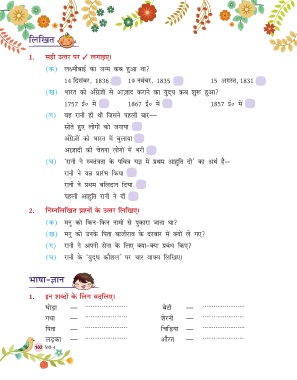 लिखित
1. सही उत्तर पर ✓ लगाइए।
(क) लक्ष्मीबाई का जन्म कब हुआ था?
14 दिसंबर, 1836 19 नवंबर, 1835 15 अगस्त, 1831
(ख) भारत को अंग्रेज़ों से आज़ाद कराने का युद्ध कब शुरू हुआ?
1757 ई० में 1867 ई० में 1857 ई० में
(ग) वह रानी ही थी जिसने पहली बार—
सोते हुए लोगों को जगाया
अंग्रेज़ों को भारत में बुलाया
आज़ादी की चेतना लोगों में भरी
(घ) 'रानी ने स्वतंत्रता के पवित्र यज्ञ में प्रथम आहुति दी' का अर्थ है—
रानी ने यज्ञ प्रारंभ किया
रानी ने प्रथम बलिदान दिया
पहली आहुति रानी ने दी
2. निम्नलिखित प्रश्नों के उत्तर लिखिए।
(क) मनु को किन-किन नामों से पुकारा जाता था?
(ख) मनु को उनके पिता बाजीराव के दरबार में क्यों ले गए?
(ग) रानी ने अपनी सेना के लिए क्या-क्या प्रबंध किए?
(घ) रानी के 'युद्ध कौशल' पर चार वाक्य लिखिए।
भाषा-ज्ञान
1. इन शब्दों के लिंग बदलिए।
घोड़ा — बेटी —
गधा — शेरनी —
पिता — चिड़िया —
लड़का — औरत —
102 हिंदी-4